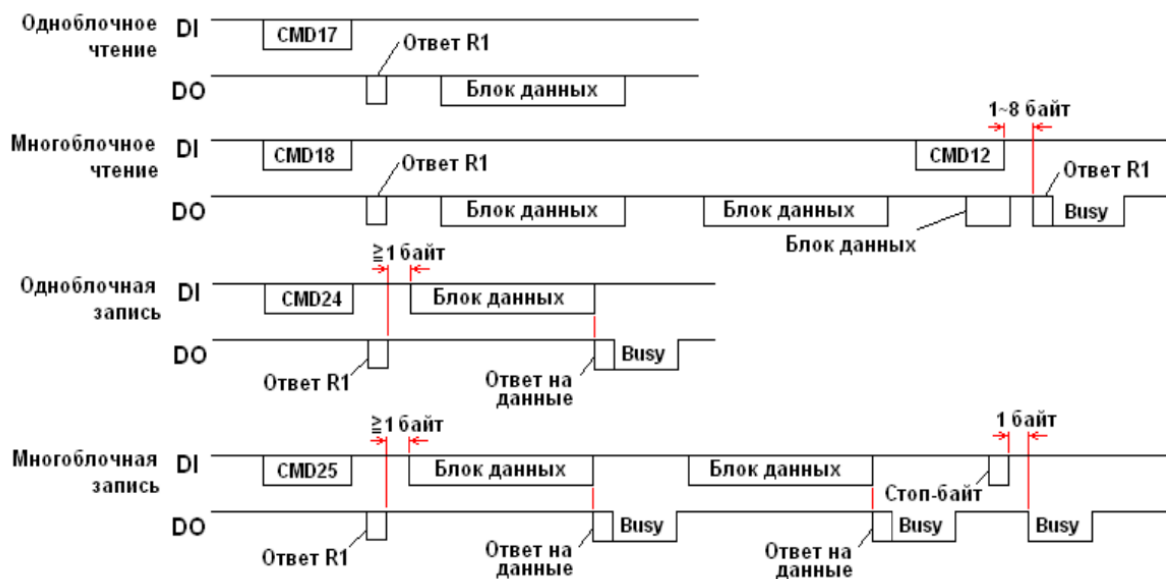 Одноблочное
чтение
DI
CMD17
Ответ R1
DO
Блок данных
1~8 байт
Многоблочное
чтение
DI
CMD18
CMD12
Ответ R1
Ответ R1
DO
Блок данных
Блок данных
Busy
Блок данных
≧1 байт
Одноблочная
запись
DI
CMD24
Блок данных
DO
Busy
Ответ R1
Ответ на
данные
≧1 байт
1 байт
Многоблочная
запись
DI
CMD25
Блок данных
Блок данных
Стоп-байт
DO
Busy
Busy
Busy
Ответ R1
Ответ на
данные
Ответ на
данные